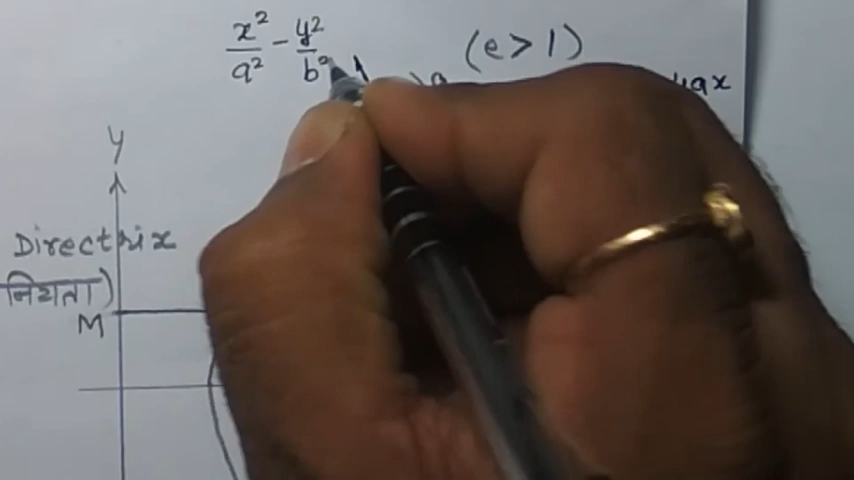 x²/a² - y²/b² (e > 1)
y
Directrix
नियता)
M